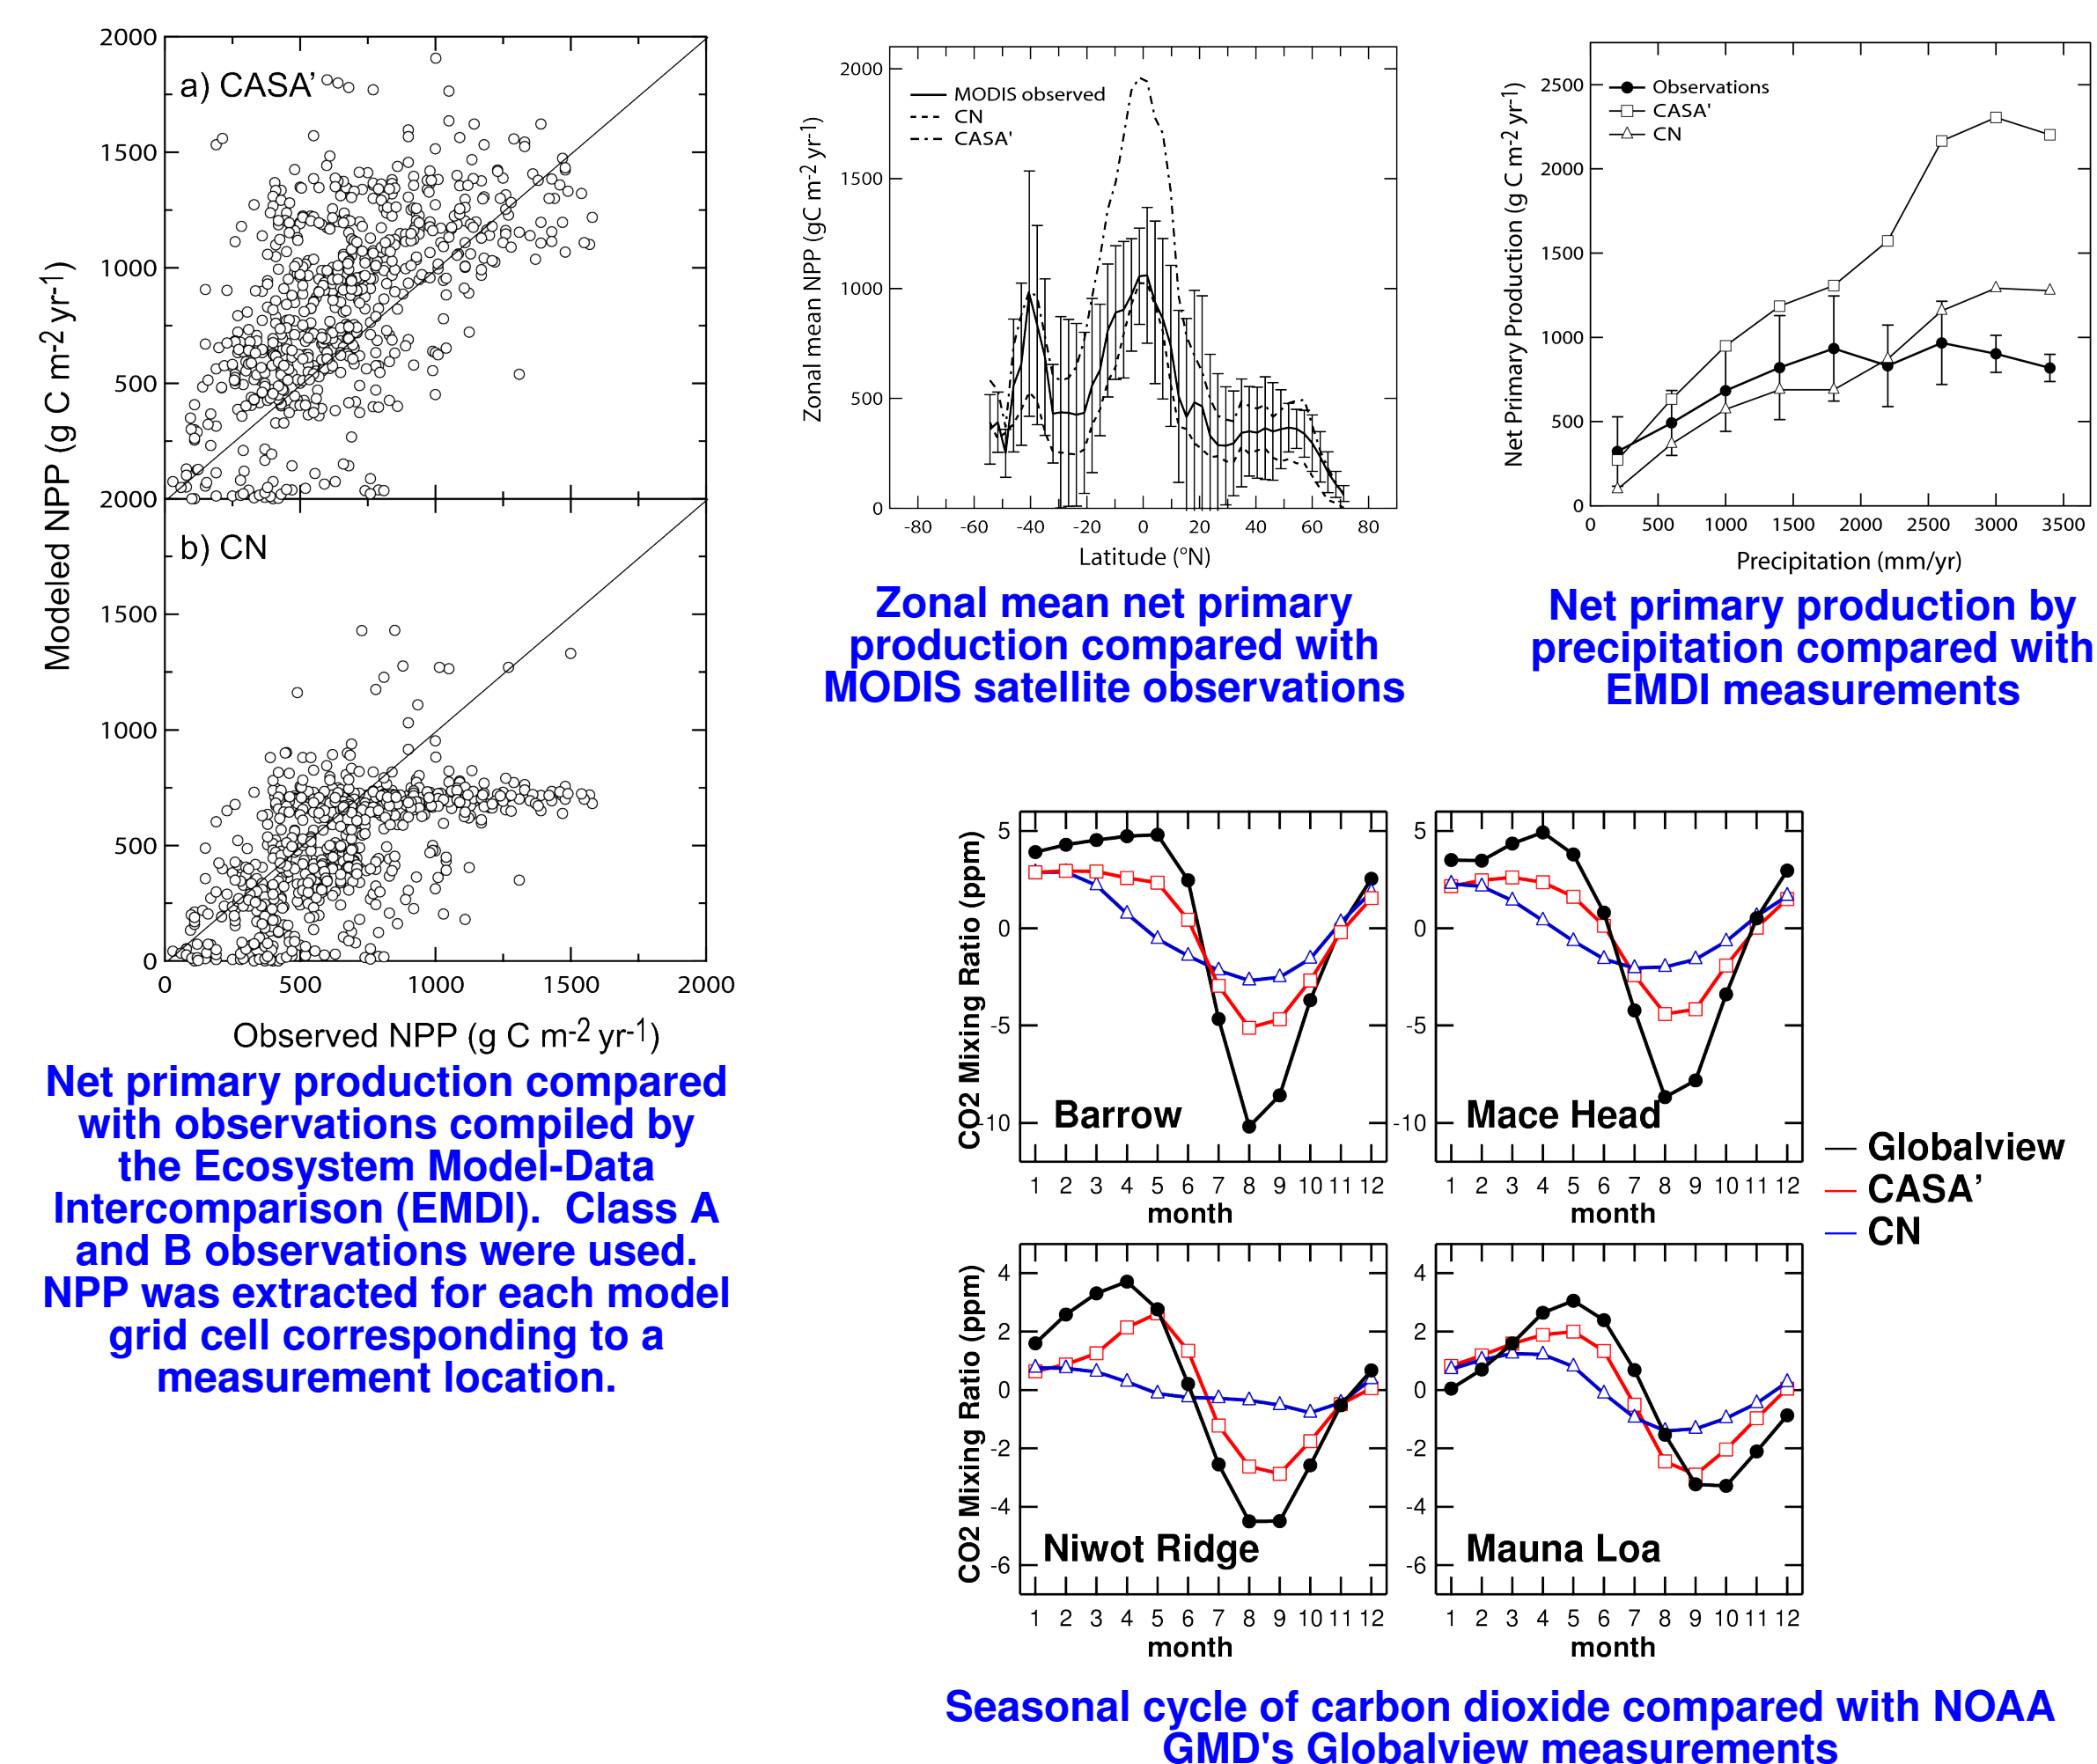 2000
1500
1000
500
2000
1500
1000
500
0
a) CASA’
b) CN
Modeled NPP (g C m-2 yr-1)
0 500 1000 1500 2000
Observed NPP (g C m-2 yr-1)
Net primary production compared
with observations compiled by
the Ecosystem Model-Data
Intercomparison (EMDI).  Class A
and B observations were used.
NPP was extracted for each model
grid cell corresponding to a
measurement location.
2000
1500
1000
500
0
MODIS observed
CN
CASA'
Zonal mean NPP (gC m-2 yr-1)
-80 -60 -40 -20 0 20 40 60 80
Latitude (°N)
Zonal mean net primary
production compared with
MODIS satellite observations
2500
2000
1500
1000
500
0
Observations
CASA'
CN
Net Primary Production (g C m-2 yr-1)
0 500 1000 1500 2000 2500 3000 3500
Precipitation (mm/yr)
Net primary production by
precipitation compared with
EMDI measurements
5
0
-5
-10
CO2 Mixing Ratio (ppm)
Barrow
1 2 3 4 5 6 7 8 9 10 11 12
month
5
0
-5
-10
Mace Head
1 2 3 4 5 6 7 8 9 10 11 12
month
Globalview
CASA’
CN
4
2
0
-2
-4
-6
CO2 Mixing Ratio (ppm)
Niwot Ridge
1 2 3 4 5 6 7 8 9 10 11 12
month
4
2
0
-2
-4
-6
Mauna Loa
1 2 3 4 5 6 7 8 9 10 11 12
month
Seasonal cycle of carbon dioxide compared with NOAA
GMD's Globalview measurements